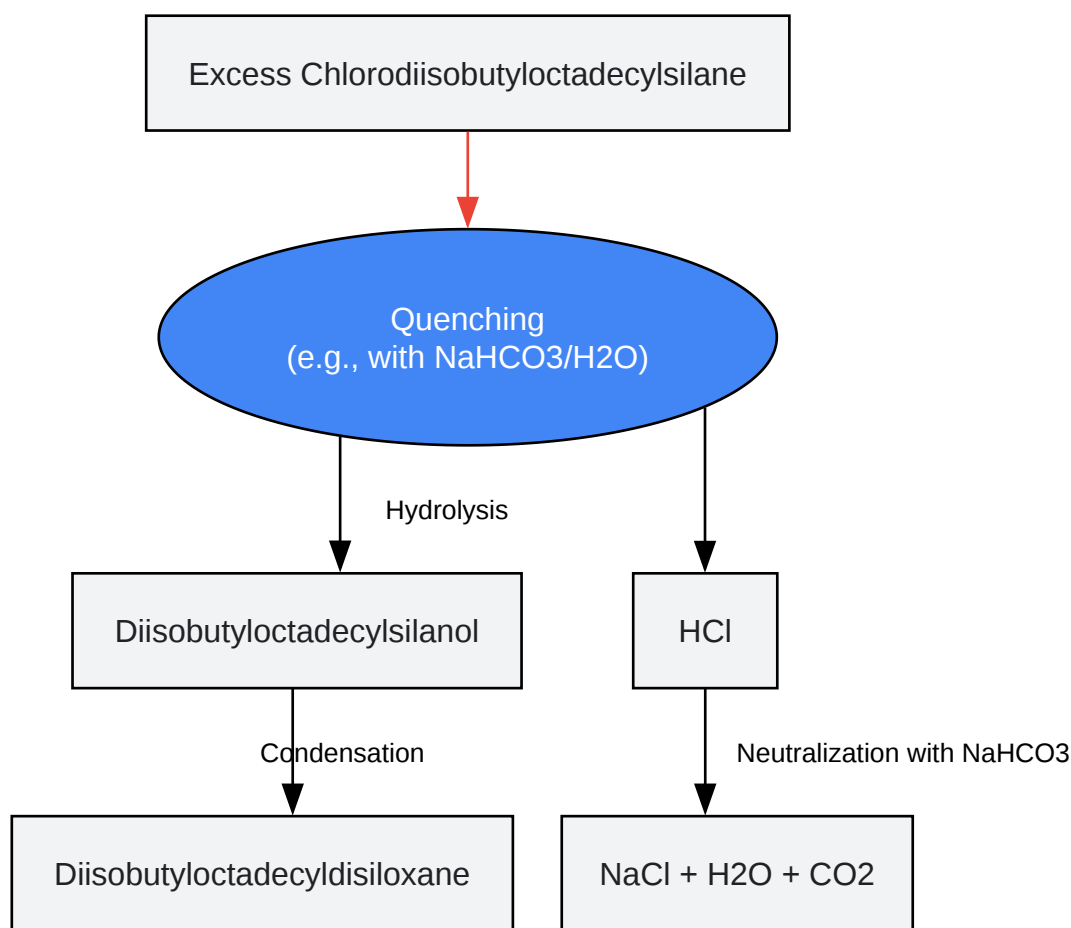 Excess Chlorodiisobutyloctadecylsilane
Quenching
(e.g., with NaHCO3/H2O)
Hydrolysis
Diisobutyloctadecylsilanol
HCl
Condensation
Neutralization with NaHCO3
Diisobutyloctadecyldisiloxane
NaCl + H2O + CO2